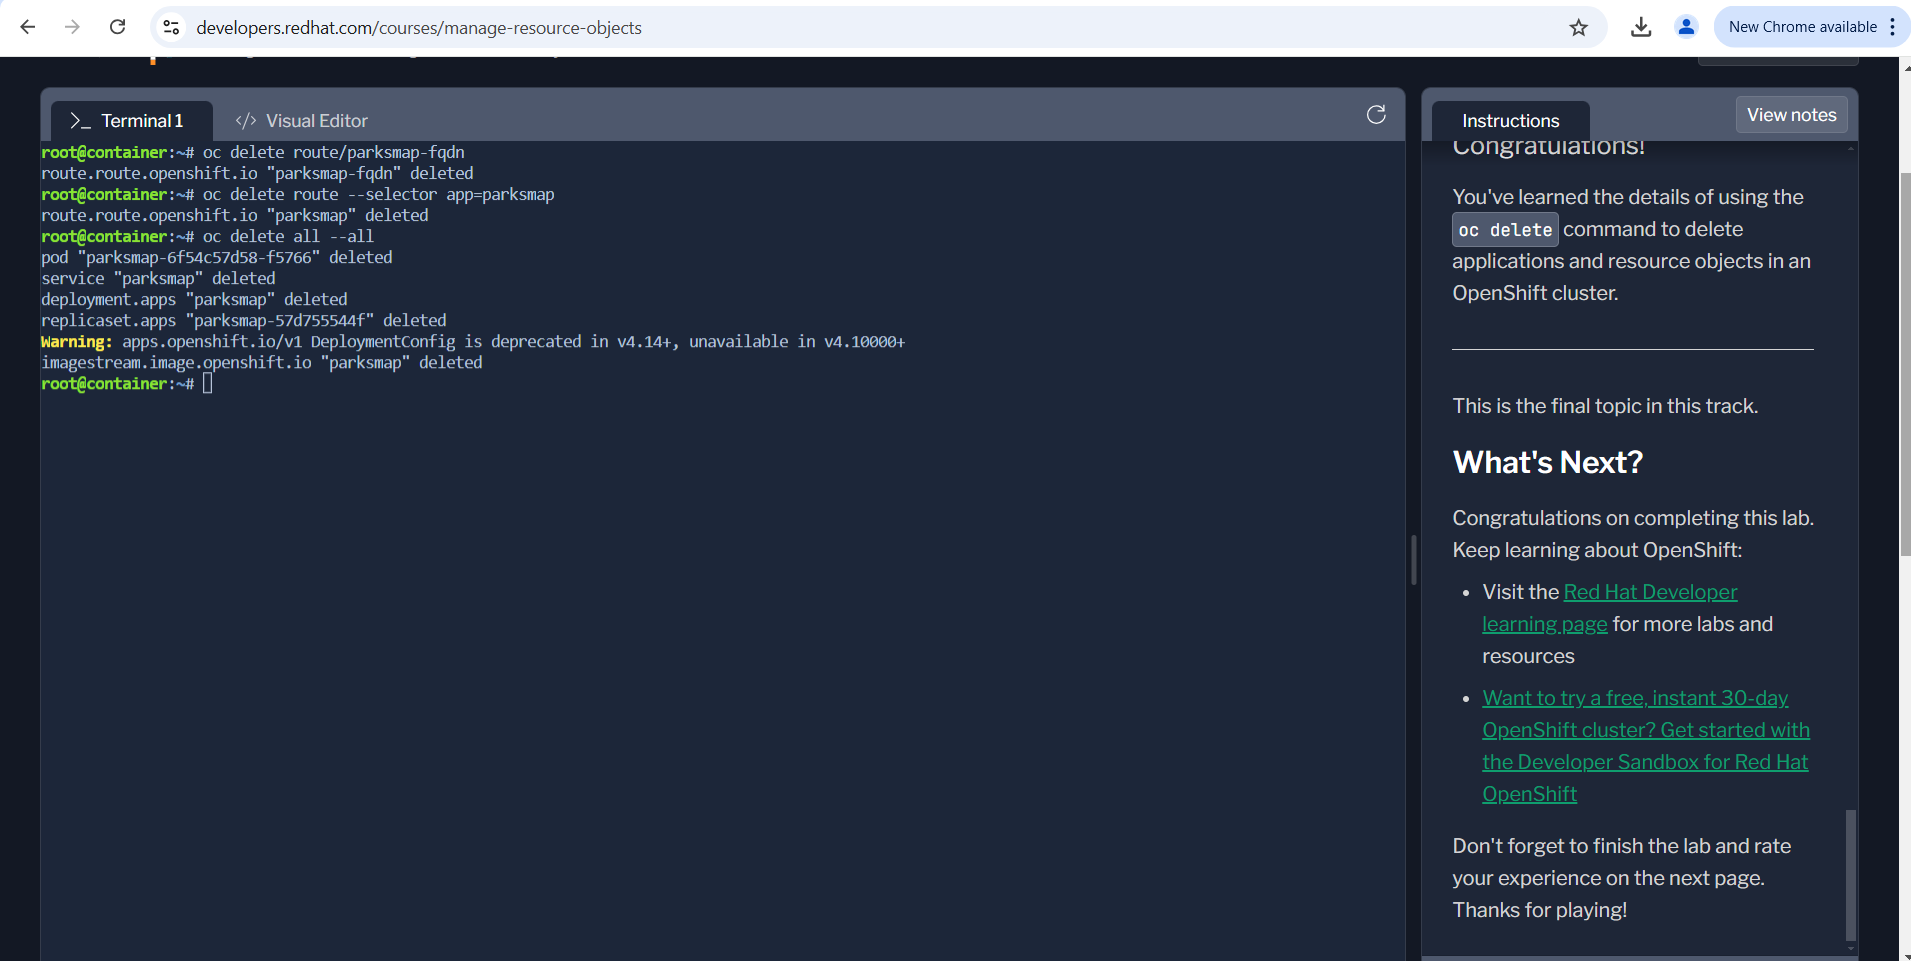 developers.redhat.com/courses/manage-resource-objects
New Chrome available
Terminal 1
Visual Editor
root@container:~# oc delete route/parksmap-fqdn
route.route.openshift.io "parksmap-fqdn" deleted
root@container:~# oc delete route --selector app=parksmap
route.route.openshift.io "parksmap" deleted
root@container:~# oc delete all --all
pod "parksmap-6f54c57d58-f5766" deleted
service "parksmap" deleted
deployment.apps "parksmap" deleted
replicaset.apps "parksmap-57d755544f" deleted
Warning: apps.openshift.io/v1 DeploymentConfig is deprecated in v4.14+, unavailable in v4.10000+
imagestream.image.openshift.io "parksmap" deleted
root@container:~#
Instructions
View notes
Congratulations!
You've learned the details of using the
oc delete command to delete
applications and resource objects in an
OpenShift cluster.
This is the final topic in this track.
What's Next?
Congratulations on completing this lab.
Keep learning about OpenShift:
• Visit the Red Hat Developer
learning page for more labs and
resources
• Want to try a free, instant 30-day
OpenShift cluster? Get started with
the Developer Sandbox for Red Hat
OpenShift
Don't forget to finish the lab and rate
your experience on the next page.
Thanks for playing!